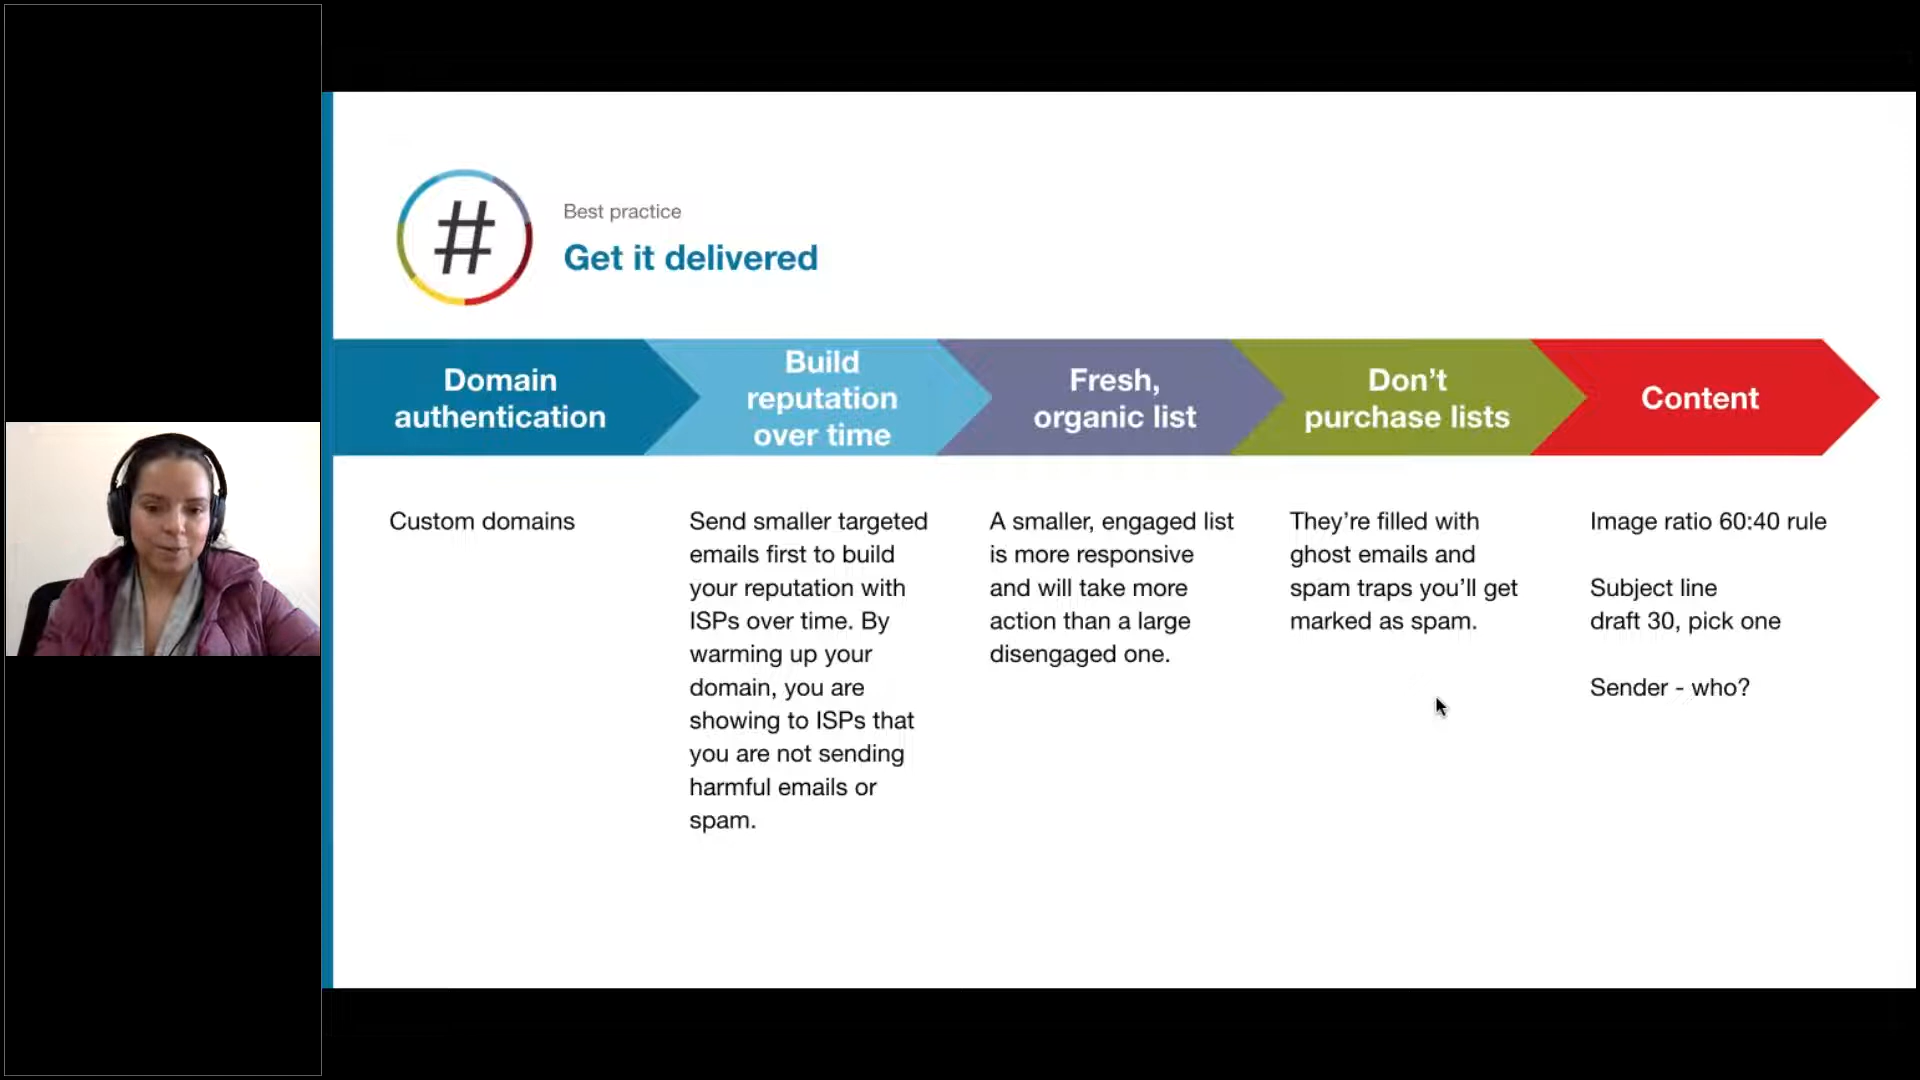 #
Best practice
Get it delivered
Domain
authentication
Build
reputation
over time
Fresh,
organic list
Don't
purchase lists
Content
Custom domains
Send smaller targeted
emails first to build
your reputation with
ISPs over time. By
warming up your
domain, you are
showing to ISPs that
you are not sending
harmful emails or
spam.
A smaller, engaged list
is more responsive
and will take more
action than a large
disengaged one.
They're filled with
ghost emails and
spam traps you'll get
marked as spam.
Image ratio 60:40 rule
Subject line
draft 30, pick one
Sender - who?